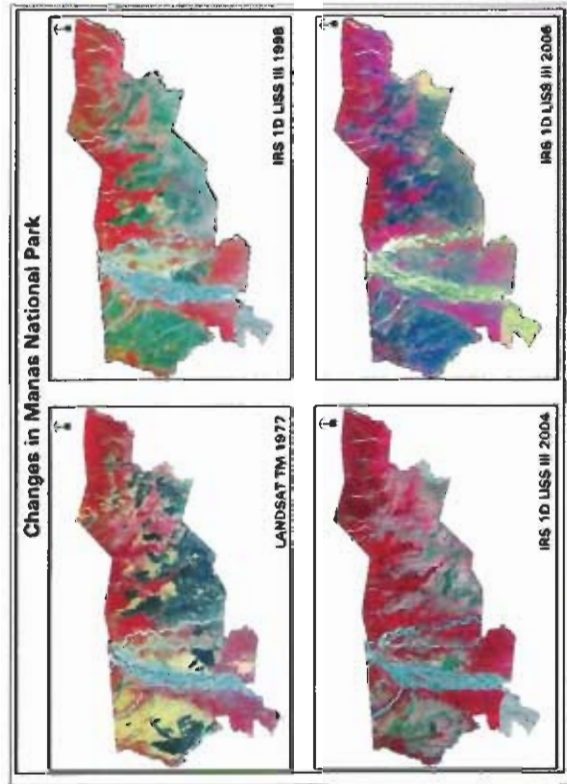 Changes in Manas National Park
LANDSAT TM 1977
IRS 1D LISS III 1998
IRS 1D LISS III 2004
IRS 1D LISS III 2006